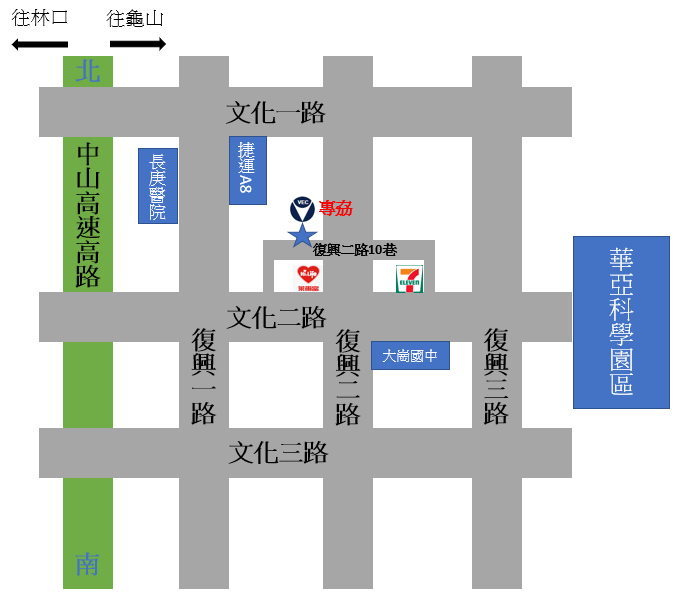 往林口
往龜山
北
文化一路
中山高速高路
長庚醫院
捷運A8
VEC
專劦
復興二路10巷
Hi-Life
萊爾富
7
ELEVEN
華亞科學園區
文化二路
復興一路
復興二路
復興三路
大崗國中
文化三路
南